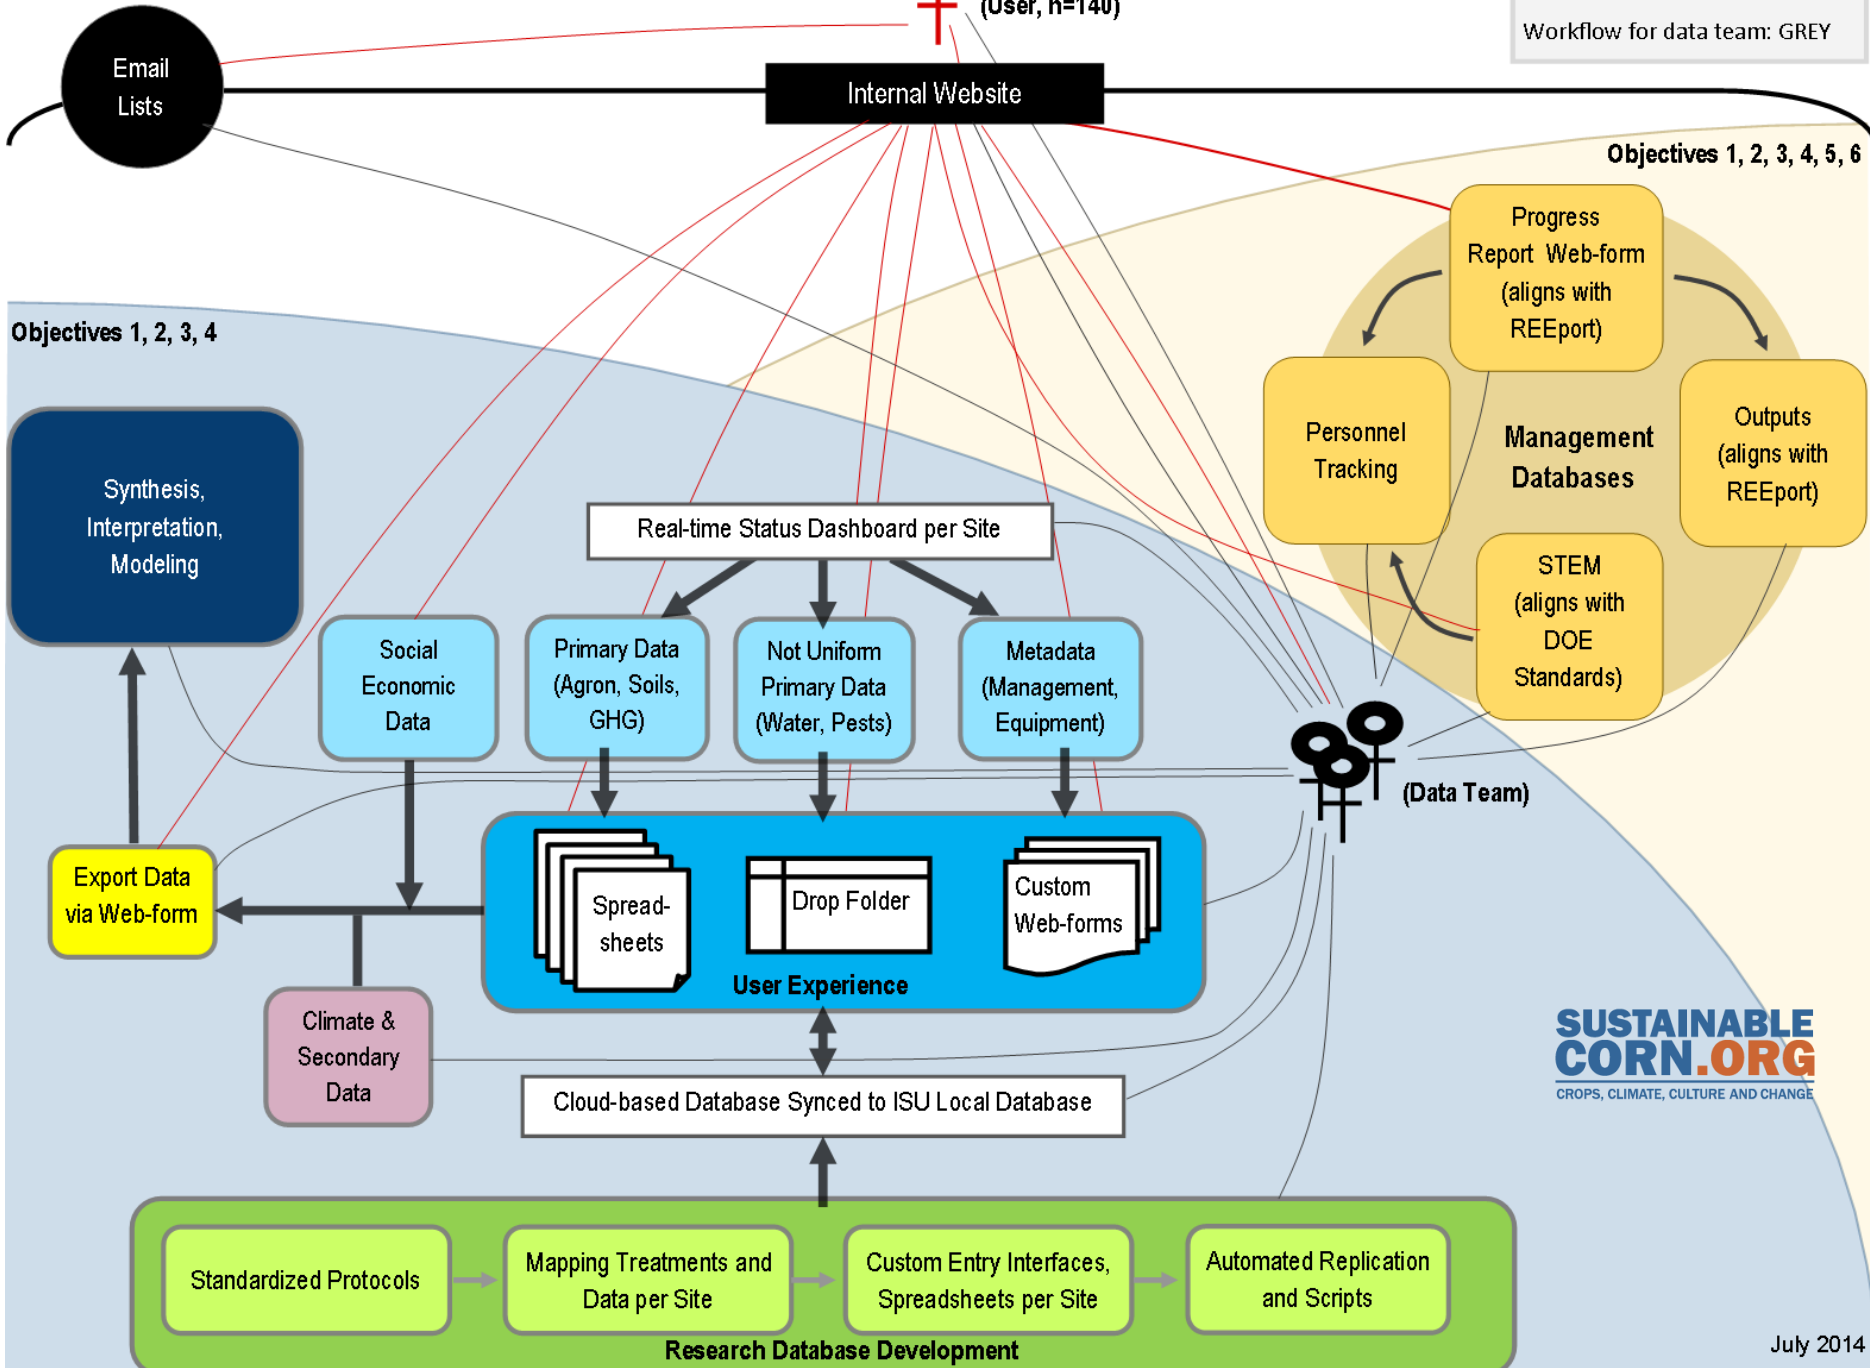 (User, n=140)
Workflow for data team: GREY
Email
Lists
Internal Website
Objectives 1, 2, 3, 4, 5, 6
Progress
Report Web-form
(aligns with
REEport)
Objectives 1, 2, 3, 4
Personnel
Tracking
Management
Databases
Outputs
(aligns with
REEport)
Synthesis,
Interpretation,
Modeling
Real-time Status Dashboard per Site
STEM
(aligns with
DOE
Standards)
Social
Economic
Data
Primary Data
(Agron, Soils,
GHG)
Not Uniform
Primary Data
(Water, Pests)
Metadata
(Management,
Equipment)
(Data Team)
Export Data
via Web-form
Spread-
sheets
Drop Folder
Custom
Web-forms
User Experience
Climate &
Secondary
Data
SUSTAINABLE
CORN.ORG
CROPS, CLIMATE, CULTURE AND CHANGE
Cloud-based Database Synced to ISU Local Database
Standardized Protocols
Mapping Treatments and
Data per Site
Custom Entry Interfaces,
Spreadsheets per Site
Automated Replication
and Scripts
Research Database Development
July 2014